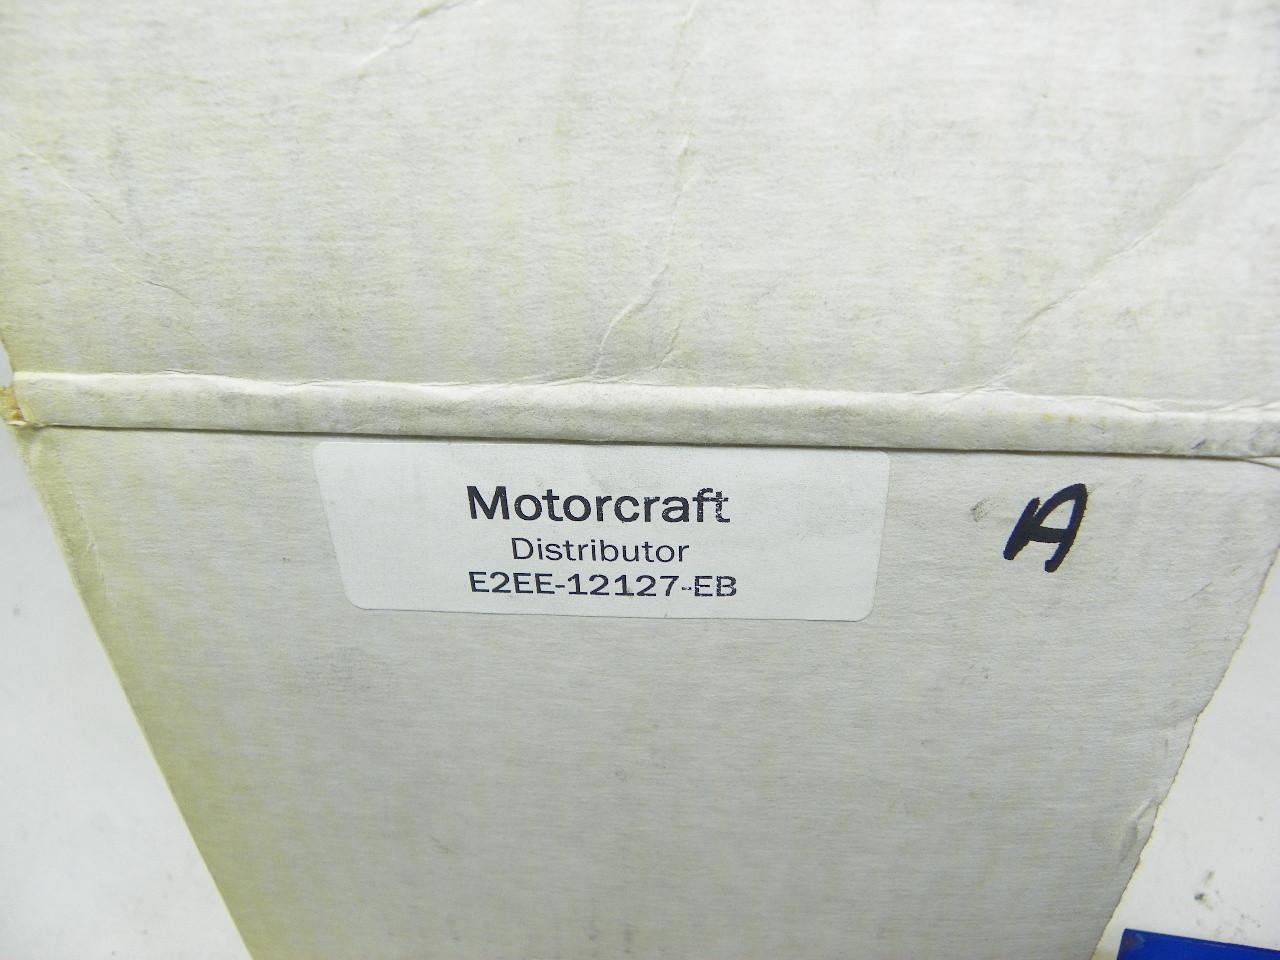 Motorcraft
Distributor
E2EE-12127-EB
A